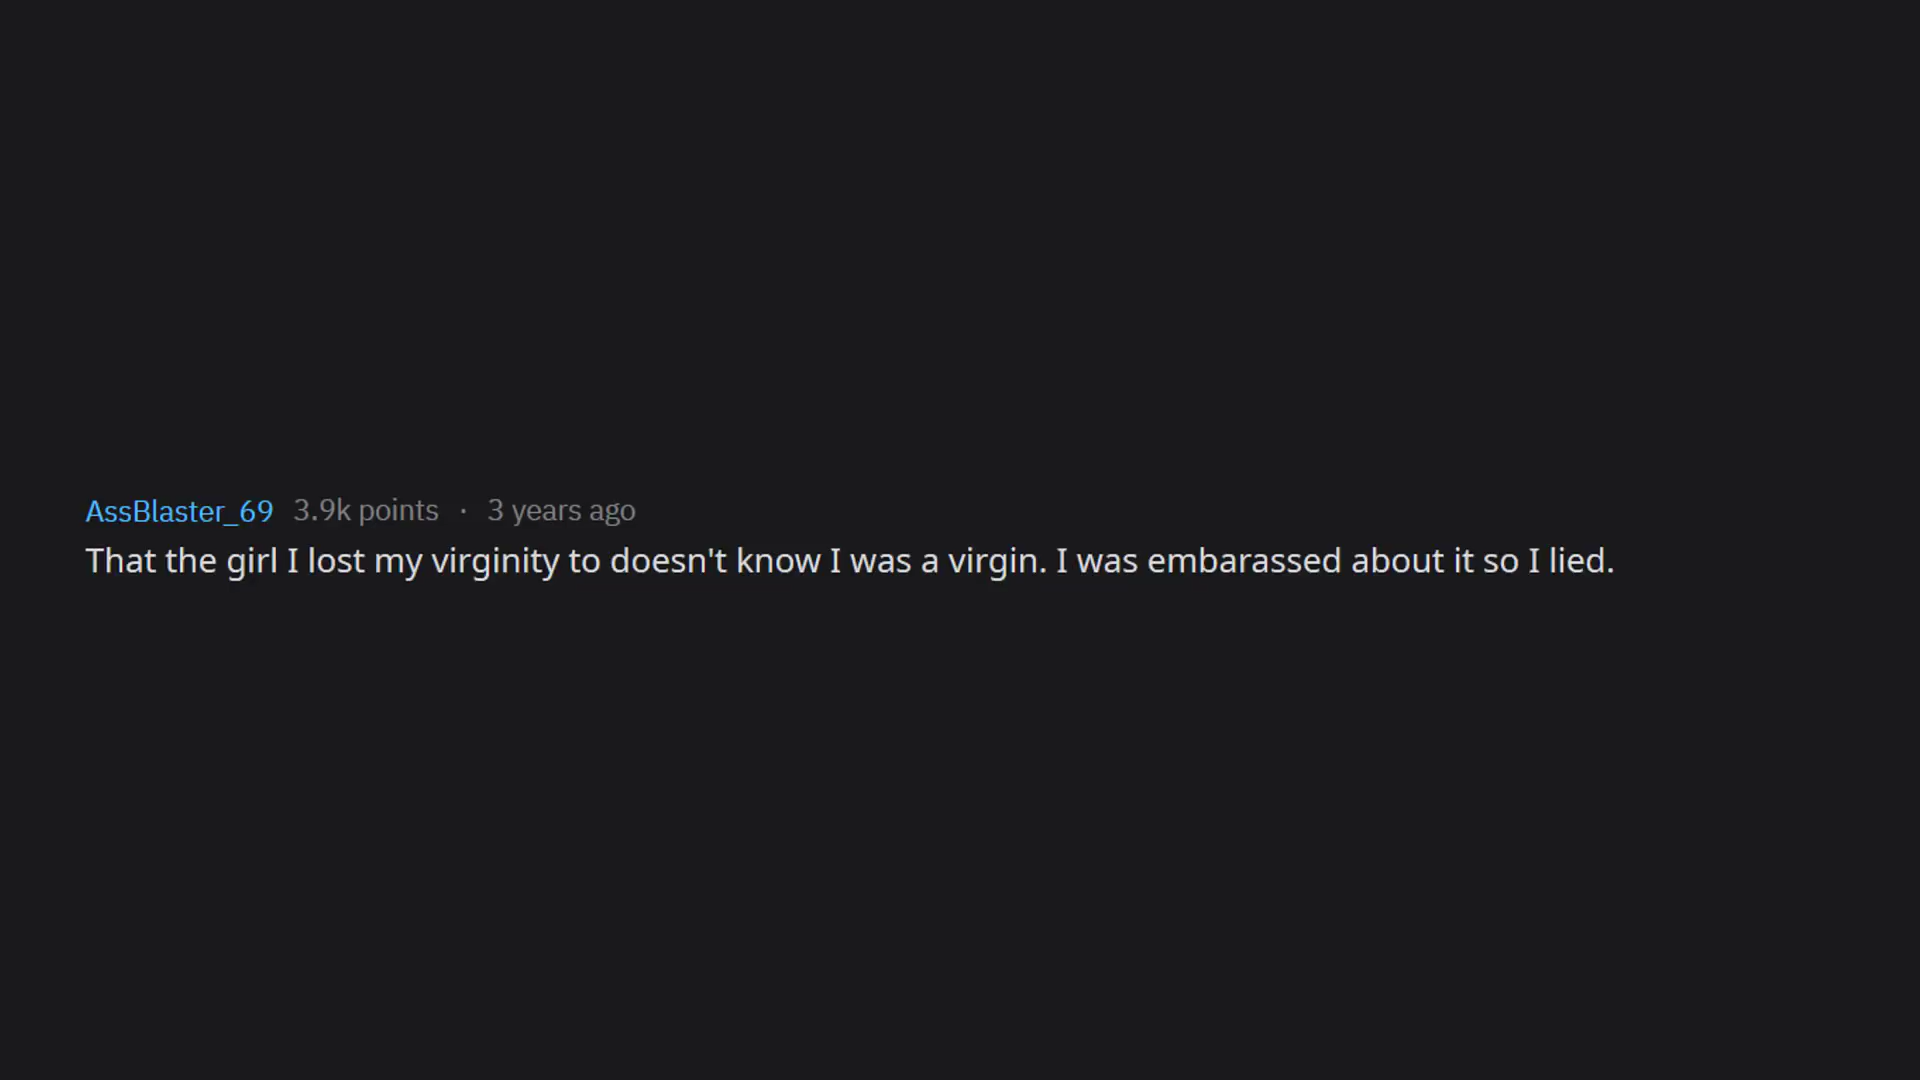 AssBlaster_69 3.9k points · 3 years ago
That the girl I lost my virginity to doesn't know I was a virgin. I was embarassed about it so I lied.